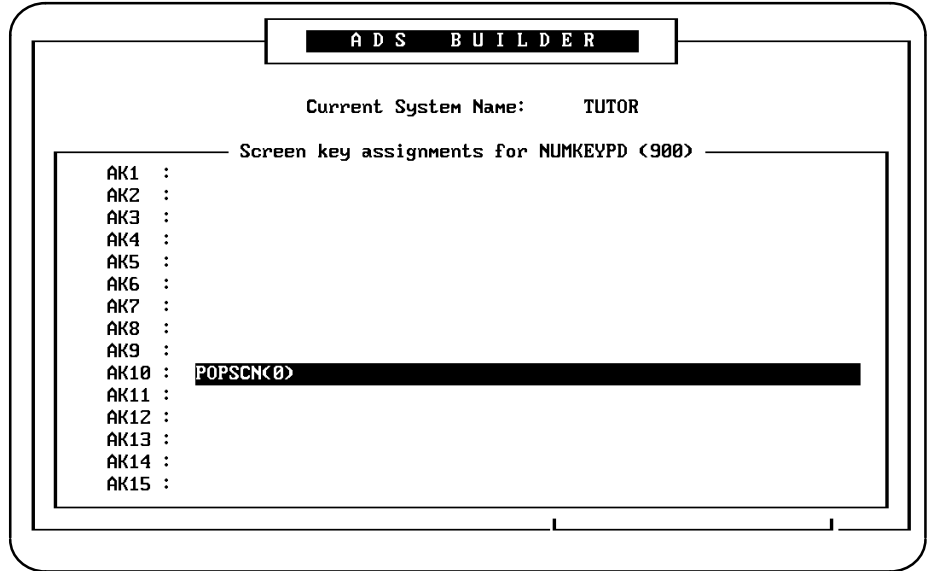 ADS BUILDER
Current System Name: TUTOR
Screen key assignments for NUMKEYPD (900)
AK1 :
AK2 :
AK3 :
AK4 :
AK5 :
AK6 :
AK7 :
AK8 :
AK9 :
AK10 : POPSCN(0)
AK11 :
AK12 :
AK13 :
AK14 :
AK15 :